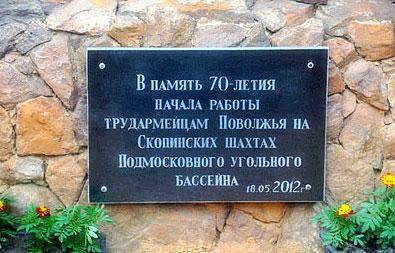 В память 70-летия
начала работы
трудармейцам Поволжья на
Скопинских шахтах
Подмосковного угольного
бассейна 18.05.2012г